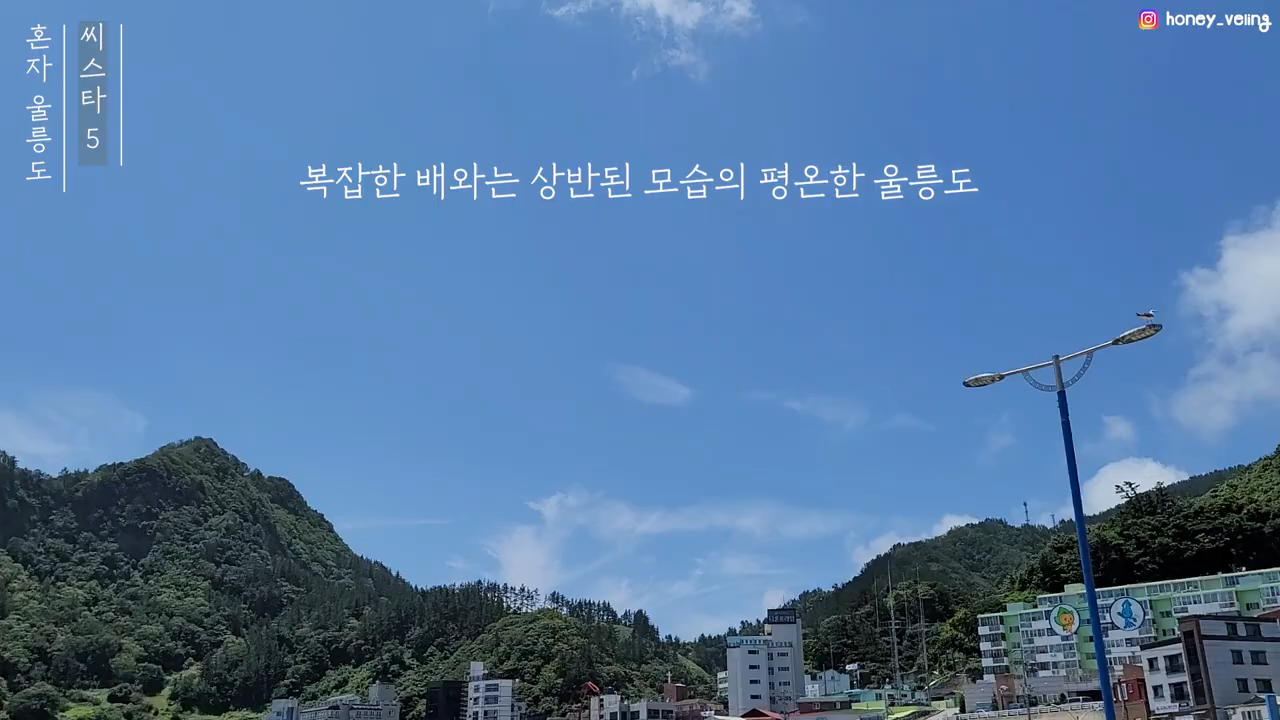 혼자 울릉도
씨스타 5
honey_veling
복잡한 배와는 상반된 모습의 평온한 울릉도